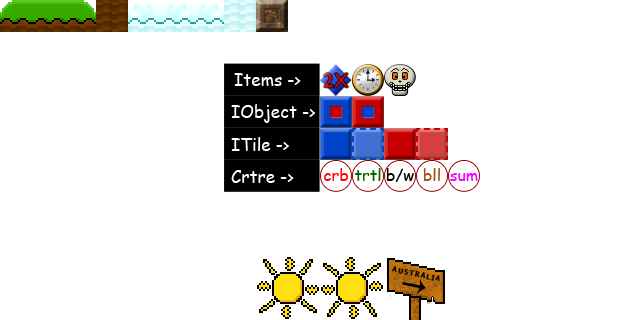 Items -> 2X
IObject ->
ITile ->
Crtre -> crb trtl b/w bll sum
AUSTRALIA